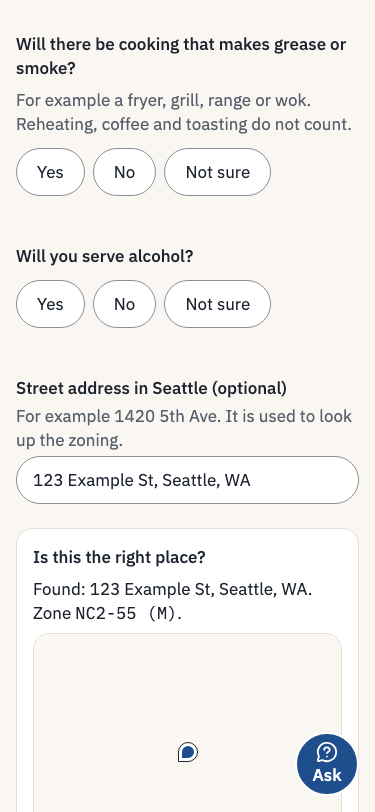 Will there be cooking that makes grease or
smoke?
For example a fryer, grill, range or wok.
Reheating, coffee and toasting do not count.
Yes
No
Not sure
Will you serve alcohol?
Yes
No
Not sure
Street address in Seattle (optional)
For example 1420 5th Ave. It is used to look
up the zoning.
123 Example St, Seattle, WA
Is this the right place?
Found: 123 Example St, Seattle, WA.
Zone NC2-55 (M).
Ask